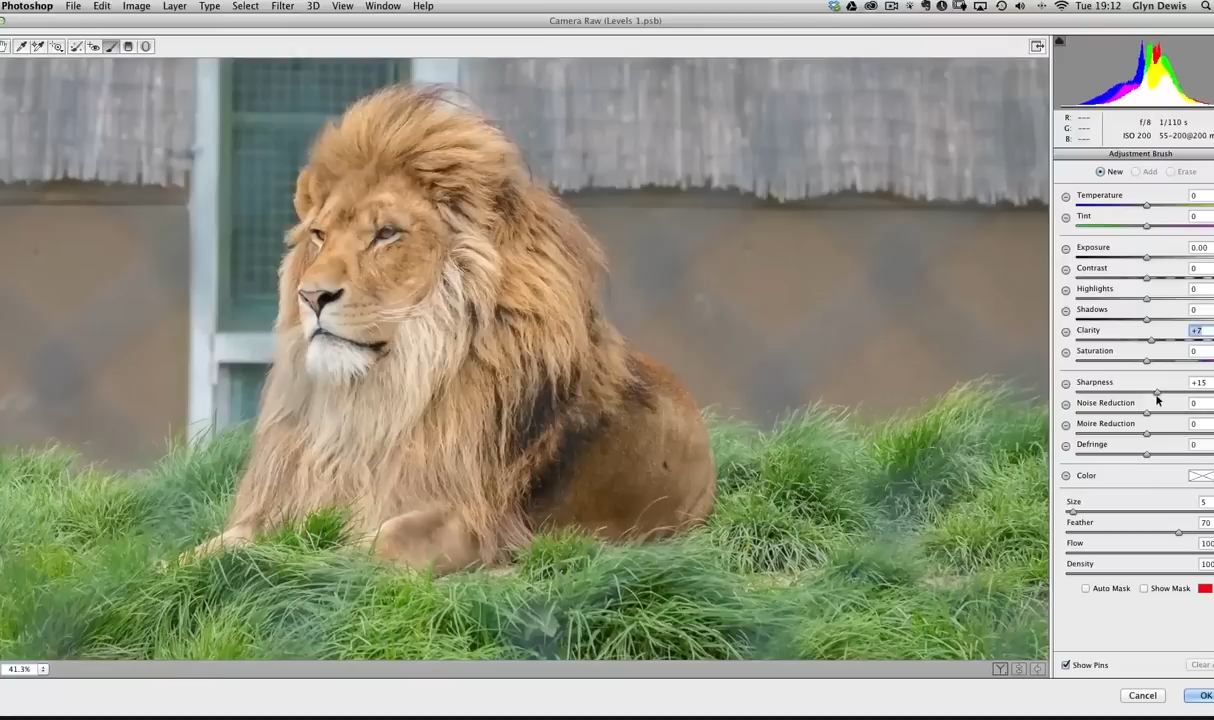 Photoshop File Edit Image Layer Type Select Filter 3D View Window Help Tue 19:12 Glyn Dewis
Camera Raw (Levels 1.psb)
R: ---
G: ---
B: ---
f/8 1/110 s
ISO 200 55-200@200 m
Adjustment Brush
New Add Erase
Temperature 0
Tint 0
Exposure 0.00
Contrast 0
Highlights 0
Shadows 0
Clarity +7
Saturation 0
Sharpness +15
Noise Reduction 0
Moire Reduction 0
Defringe 0
Color
Size 5
Feather 70
Flow 100
Density 100
Auto Mask Show Mask
41.3%
Y
Show Pins Clear A
Cancel OK